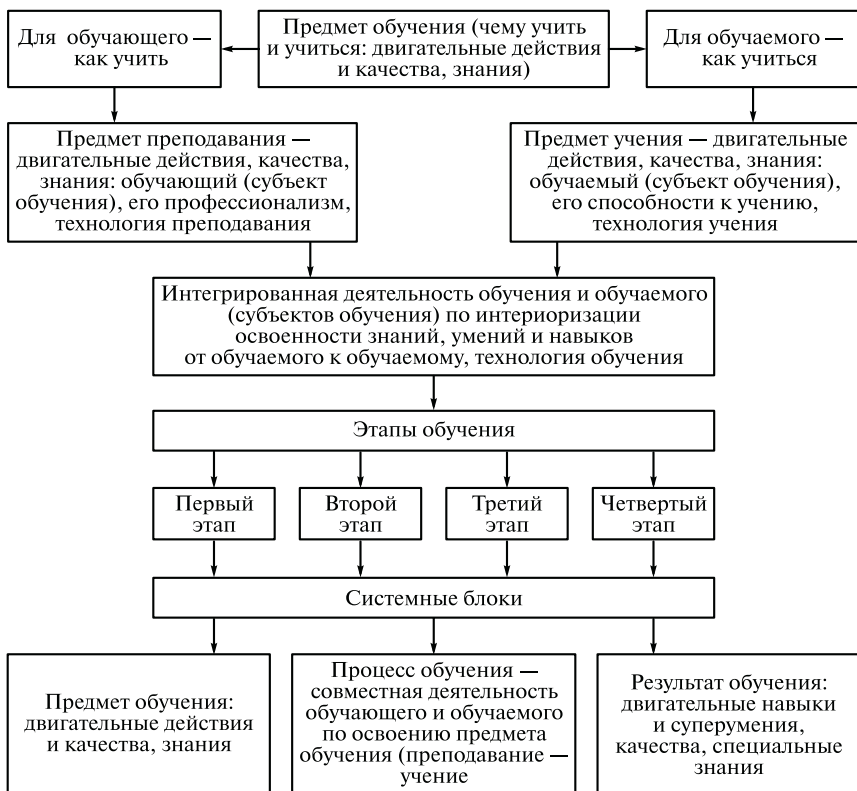 Для обучающего —
как учить
Предмет обучения (чему учить
и учиться: двигательные действия
и качества, знания)
Для обучаемого —
как учиться
Предмет преподавания —
двигательные действия, качества,
знания: обучающий (субъект
обучения), его профессионализм,
технология преподавания
Предмет учения — двигательные
действия, качества, знания:
обучаемый (субъект обучения),
его способности к учению,
технология учения
Интегрированная деятельность обучения и обучаемого
(субъектов обучения) по интериоризации
освоенности знаний, умений и навыков
от обучаемого к обучаемому, технология обучения
Этапы обучения
Первый
этап
Второй
этап
Третий
этап
Четвертый
этап
Системные блоки
Предмет обучения:
двигательные действия
и качества, знания
Процесс обучения —
совместная деятельность
обучающего и обучаемого
по освоению предмета
обучения (преподавание —
учение
Результат обучения:
двигательные навыки
и суперумения,
качества, специальные
знания